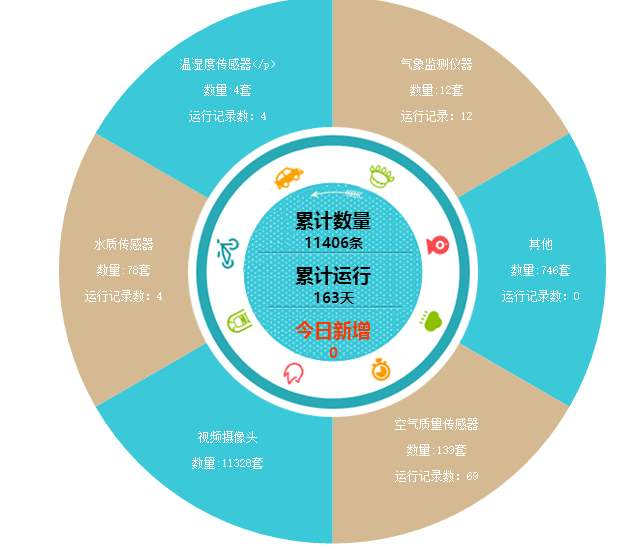 温湿度传感器</p>
数量:4套
运行记录数: 4
气象监测仪器
数量:12套
运行记录: 12
水质传感器
数量:78套
运行记录数: 4
累计数量
11406条
累计运行
163天
今日新增
0
其他
数量:746套
运行记录数: 0
视频摄像头
数量:11328套
空气质量传感器
数量:139套
运行记录数: 69